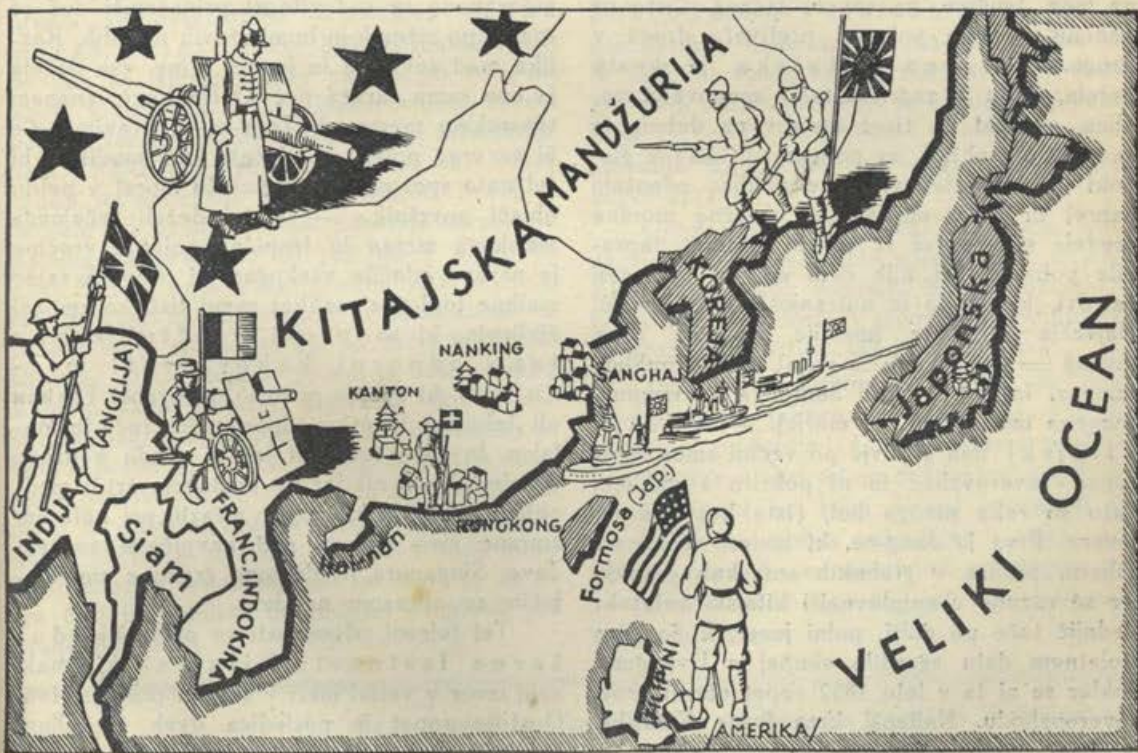 MANDŽURIJA
KITAJSKA
KOREJA
Japonska
NANKING
ŠANGHAJ
KANTON
(ANGLIJA)
INDIJA
Siam
FRANC. INDOKINA
Hainan
HONGKONG
Formosa (Jap.)
FILIPINI
/AMERIKA/
VELIKI OCEAN